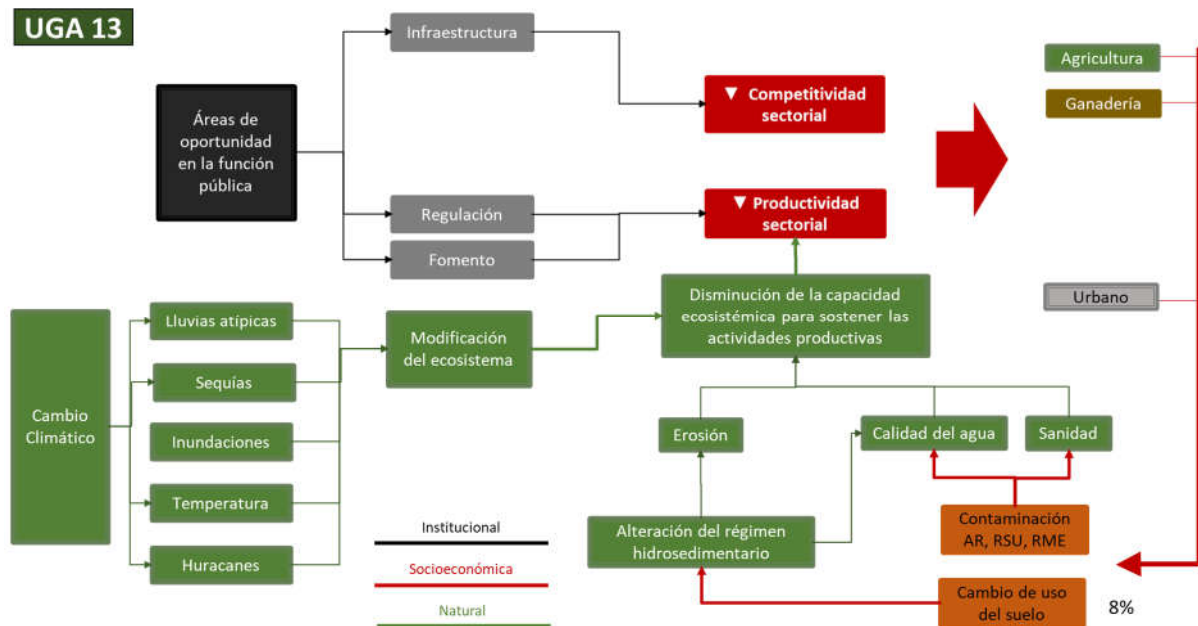 UGA 13
Infraestructura
Agricultura
Áreas de
oportunidad
en la función
pública
▼ Competitividad
sectorial
Ganadería
Regulación
▼ Productividad
sectorial
Fomento
Disminución de la capacidad
ecosistémica para sostener las
actividades productivas
Urbano
Lluvias atípicas
Modificación
del ecosistema
Sequías
Cambio
Climático
Inundaciones
Erosión
Calidad del agua
Sanidad
Temperatura
Contaminación
AR, RSU, RME
Institucional
Alteración del régimen
hidrosedimentario
Huracanes
Socioeconómica
Cambio de uso
del suelo
8%
Natural